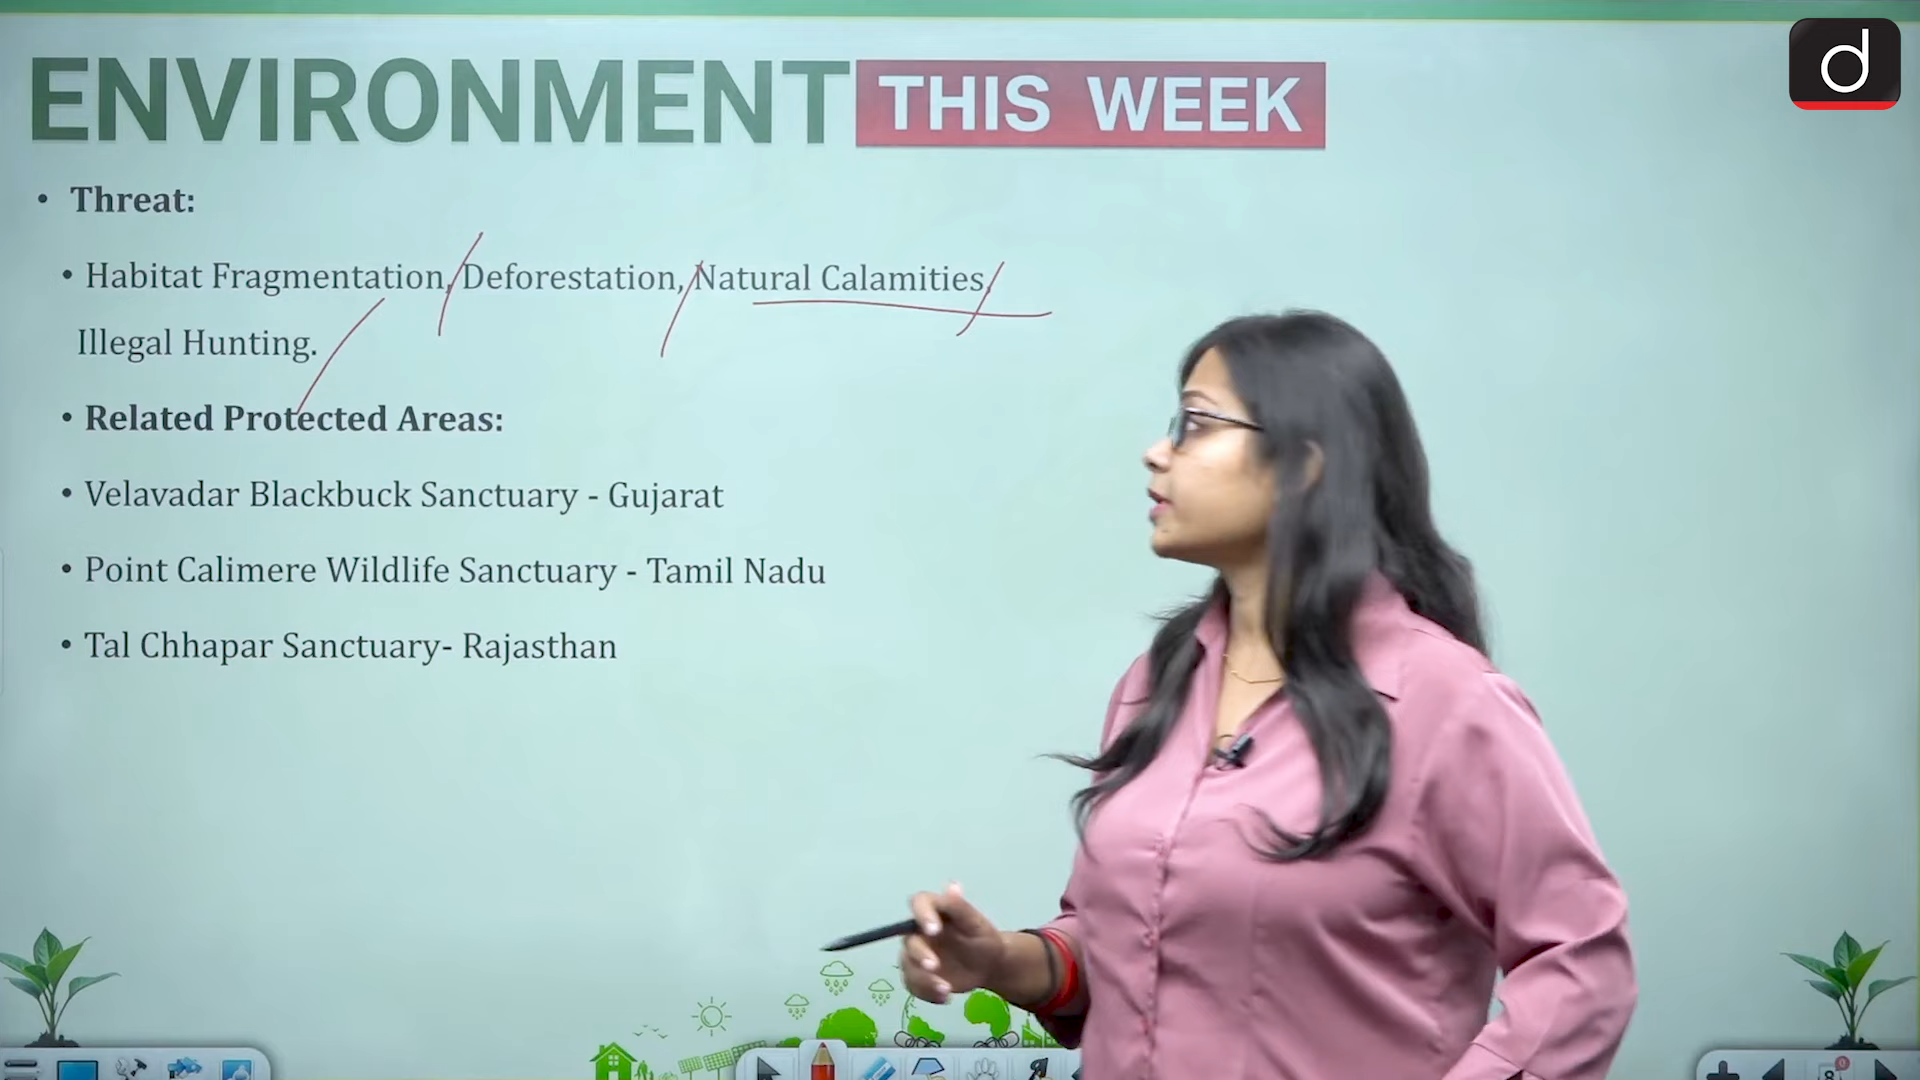 ENVIRONMENT THIS WEEK
d
• Threat:
• Habitat Fragmentation, Deforestation, Natural Calamities,
Illegal Hunting.
• Related Protected Areas:
• Velavadar Blackbuck Sanctuary - Gujarat
• Point Calimere Wildlife Sanctuary - Tamil Nadu
• Tal Chhapar Sanctuary- Rajasthan
8